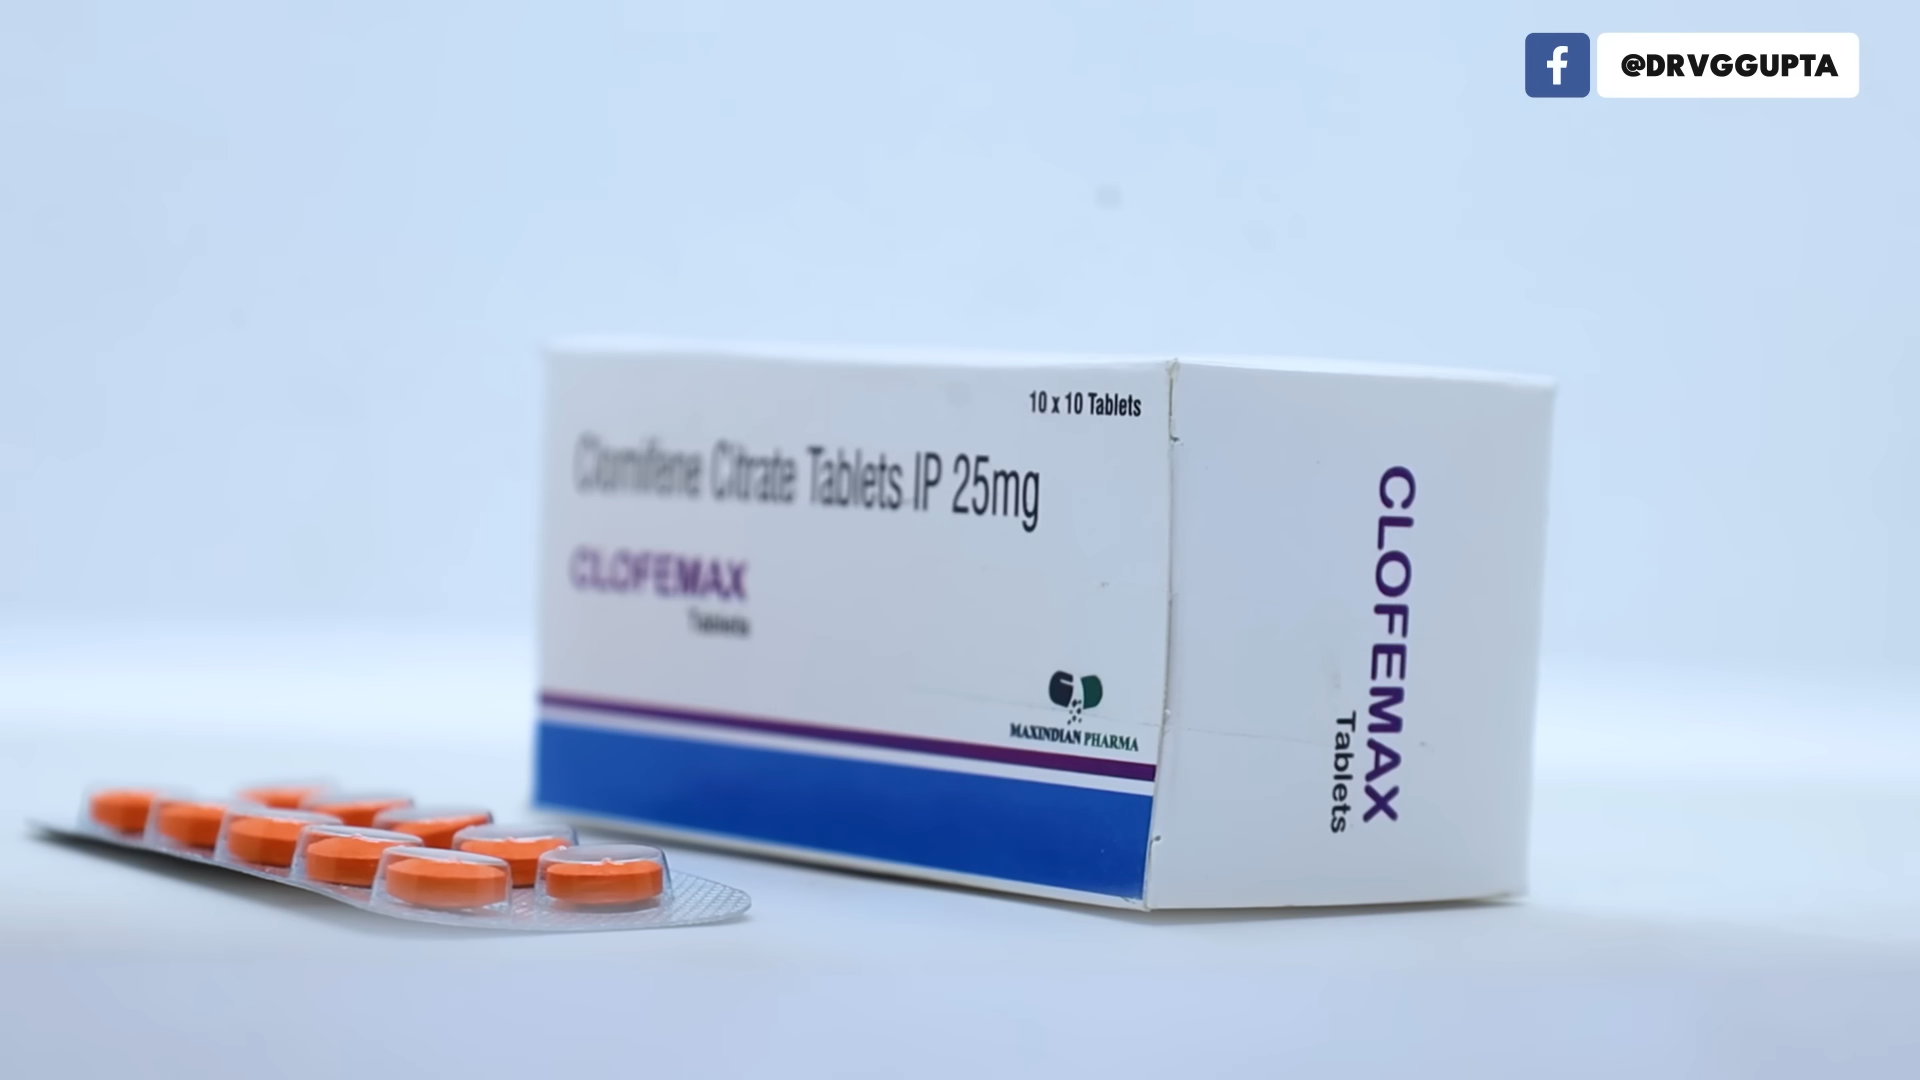 @DRVGGUPTA
10 x 10 Tablets
Clomifene Citrate Tablets IP 25mg
CLOFEMAX
Tablets
MAXINDIAN PHARMA
CLOFEMAX
Tablets